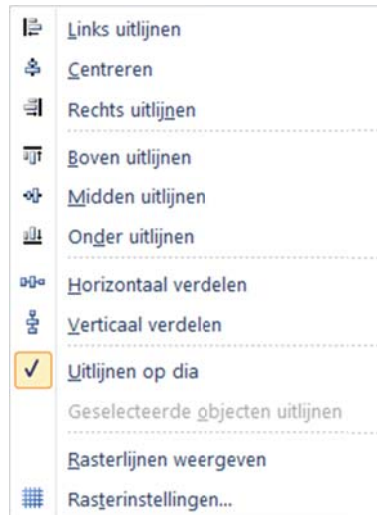 Links uitlijnen
Centreren
Rechts uitlijnen
Boven uitlijnen
Midden uitlijnen
Onder uitlijnen
Horizontaal verdelen
Verticaal verdelen
Uitlijnen op dia
Geselecteerde objecten uitlijnen
Rasterlijnen weergeven
Rasterinstellingen...